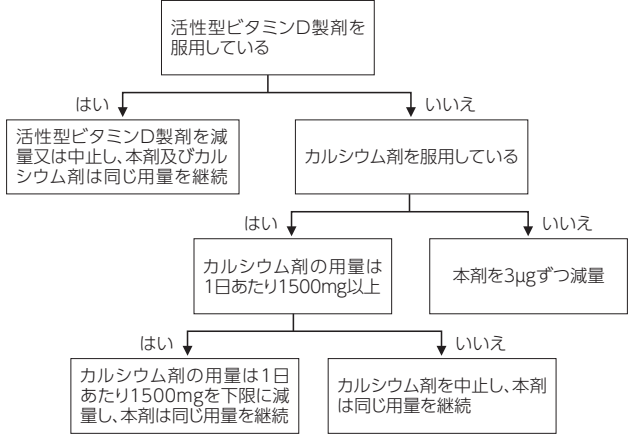 活性型ビタミンD製剤を
服用している
はい
いいえ
活性型ビタミンD製剤を減
量又は中止し、本剤及びカル
シウム剤は同じ用量を継続
カルシウム剤を服用している
はい
いいえ
カルシウム剤の用量は
1日あたり1500mg以上
本剤を3μgずつ減量
はい
いいえ
カルシウム剤の用量は1日
あたり1500mgを下限に減
量し、本剤は同じ用量を継続
カルシウム剤を中止し、本剤
は同じ用量を継続